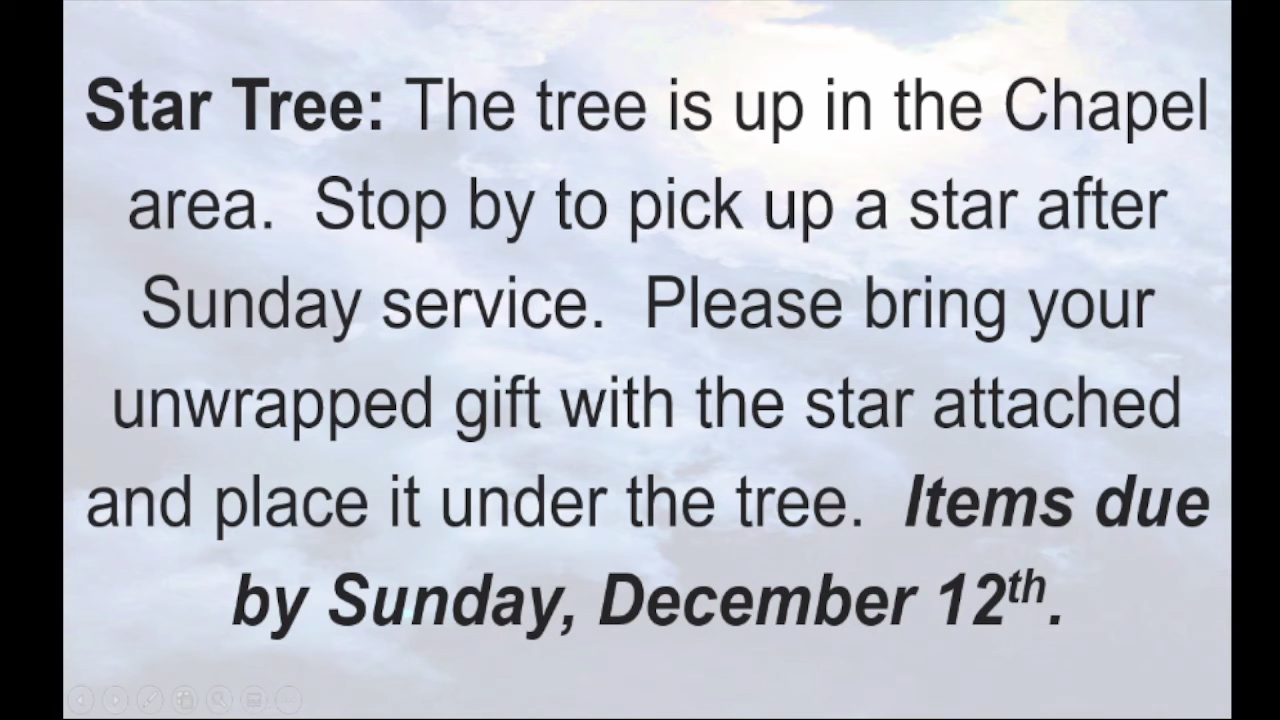 Star Tree: The tree is up in the Chapel
area.  Stop by to pick up a star after
Sunday service.  Please bring your
unwrapped gift with the star attached
and place it under the tree.  Items due
by Sunday, December 12th.